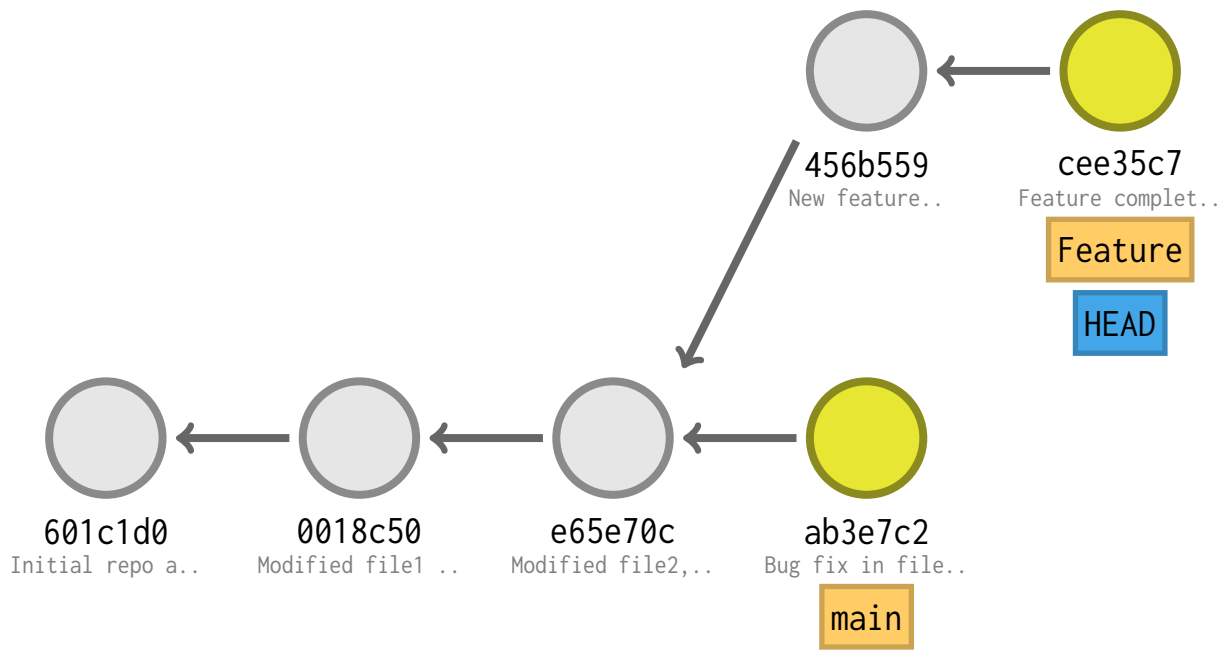 456b559
New feature..
cee35c7
Feature complet..
Feature
HEAD
601c1d0
Initial repo a..
0018c50
Modified file1 ..
e65e70c
Modified file2,..
ab3e7c2
Bug fix in file..
main